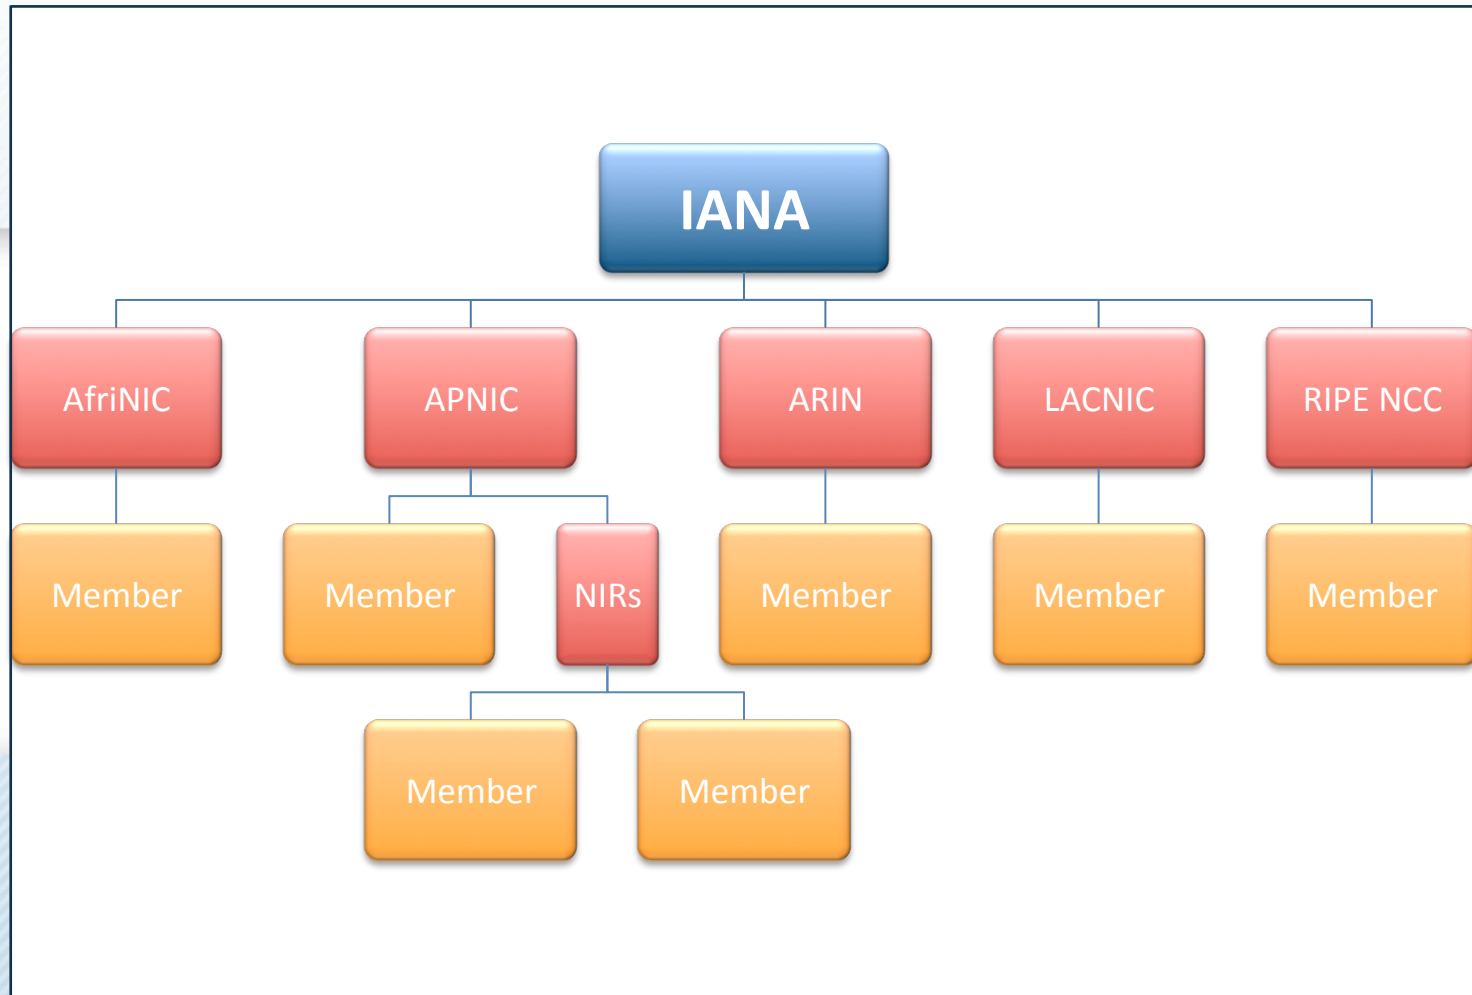 IANA
AfriNIC
APNIC
ARIN
LACNIC
RIPE NCC
Member
Member
NIRs
Member
Member
Member
Member
Member